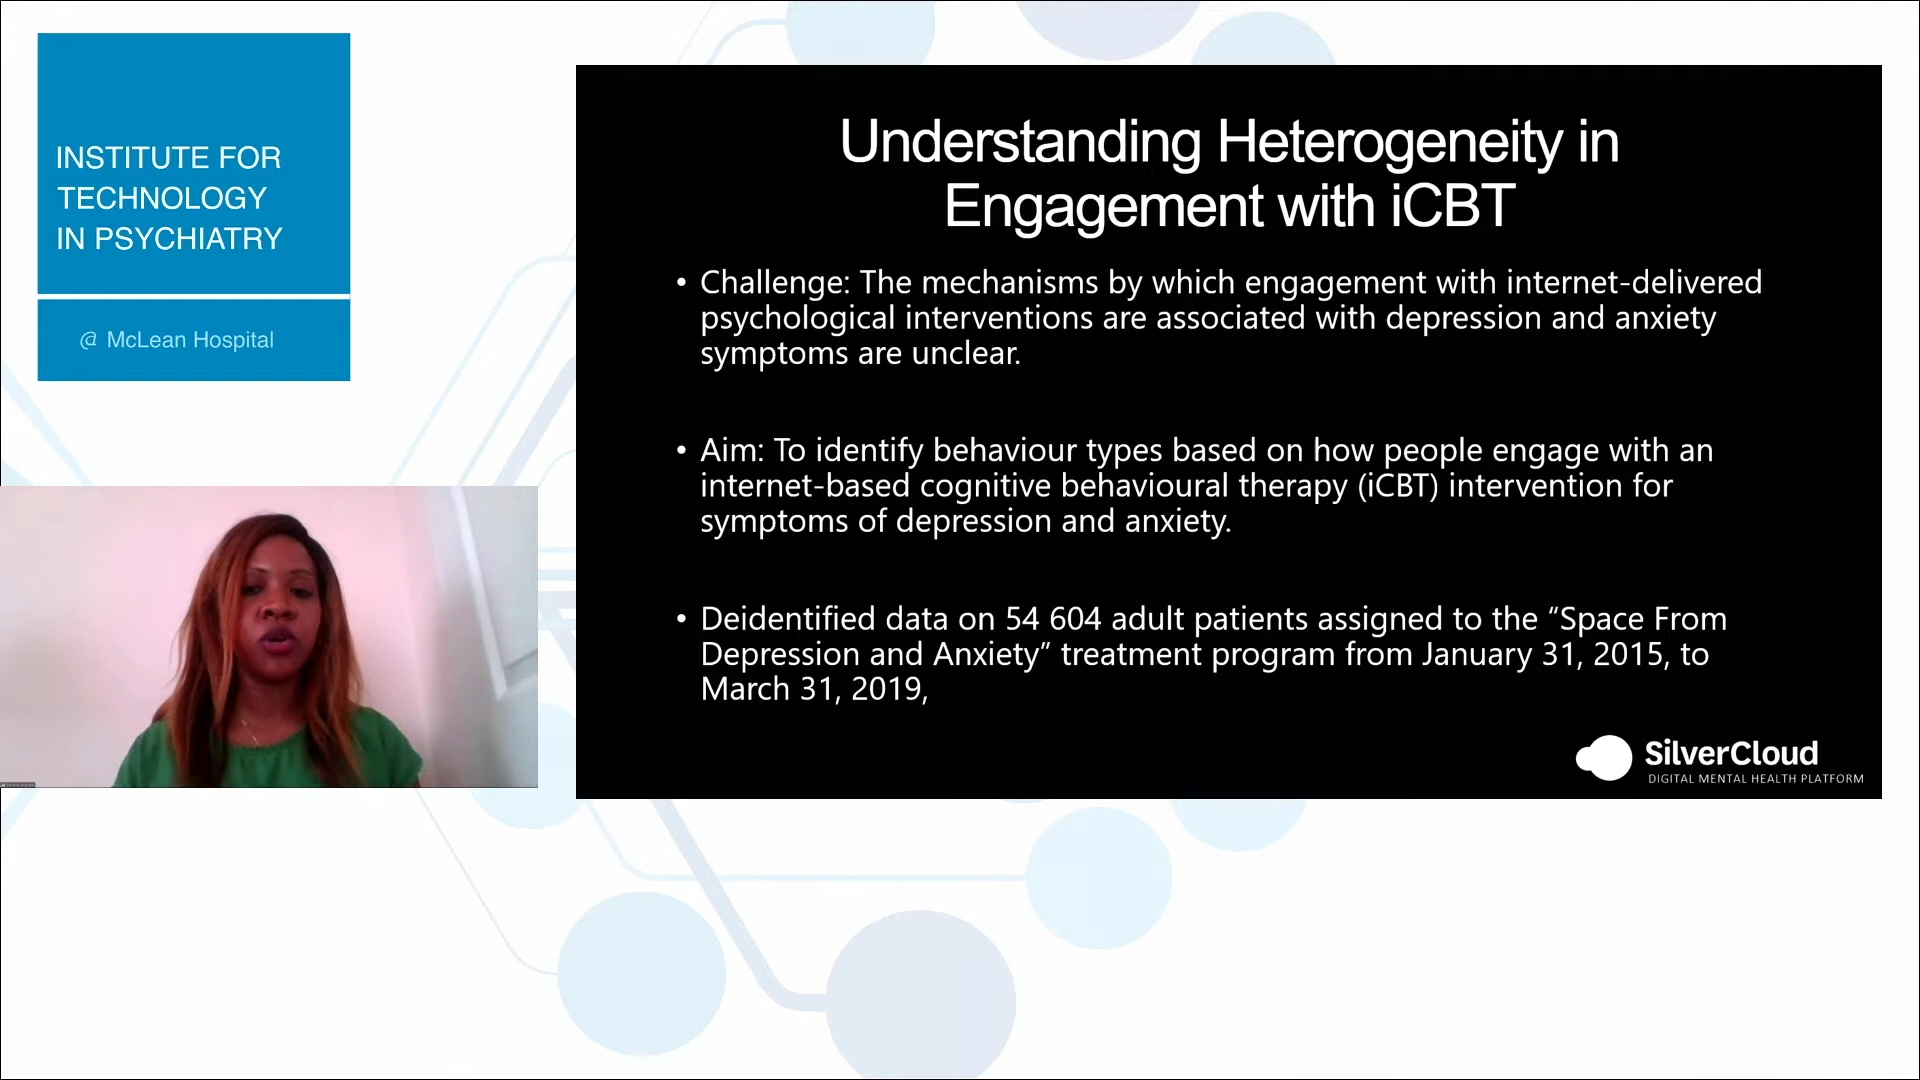 INSTITUTE FOR
TECHNOLOGY
IN PSYCHIATRY
@ McLean Hospital
Understanding Heterogeneity in
Engagement with iCBT
• Challenge: The mechanisms by which engagement with internet-delivered
psychological interventions are associated with depression and anxiety
symptoms are unclear.
• Aim: To identify behaviour types based on how people engage with an
internet-based cognitive behavioural therapy (iCBT) intervention for
symptoms of depression and anxiety.
• Deidentified data on 54 604 adult patients assigned to the “Space From
Depression and Anxiety” treatment program from January 31, 2015, to
March 31, 2019,
SilverCloud
DIGITAL MENTAL HEALTH PLATFORM